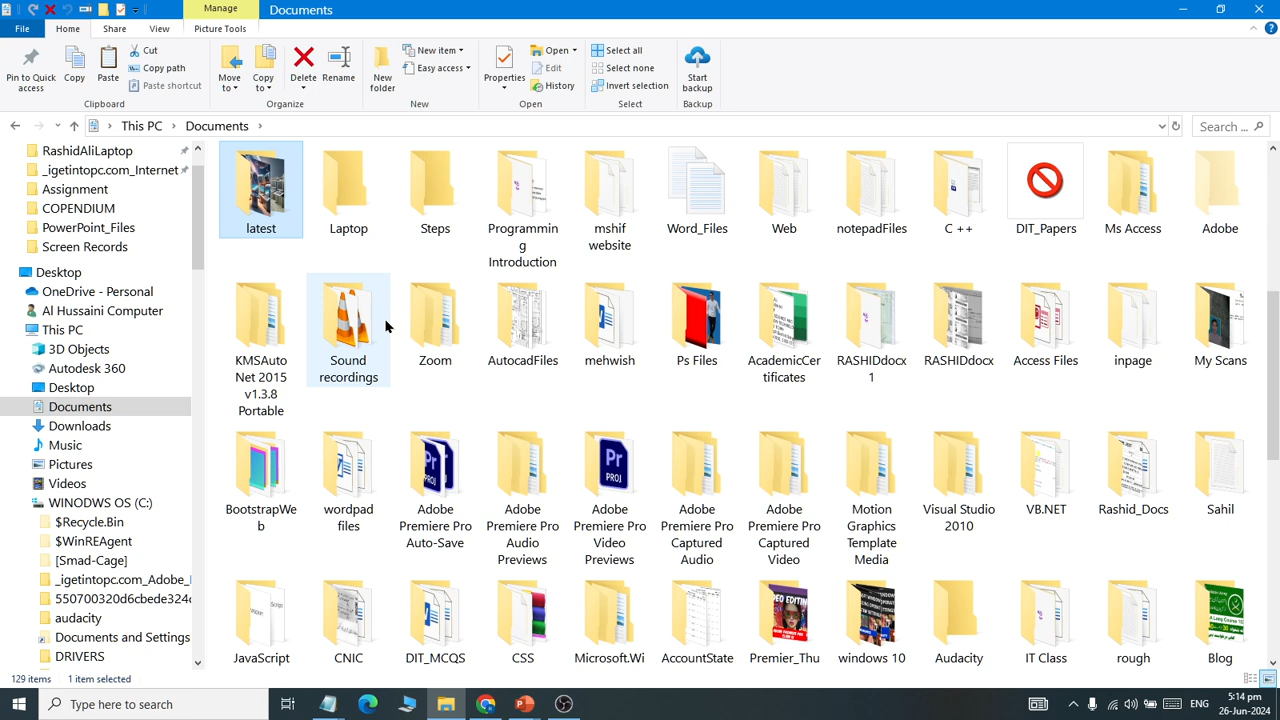 Manage
Documents
File
Home
Share
View
Picture Tools
Pin to Quick
access
Copy
Paste
Cut
Copy path
Paste shortcut
Clipboard
Move
to
Copy
to
Delete
Rename
Organize
New
folder
New item
Easy access
New
Properties
Open
Edit
History
Open
Select all
Select none
Invert selection
Select
Start
backup
Backup
This PC
Documents
Search ...
RashidAliLaptop
_igetintopc.com_Internet
Assignment
COPENDIUM
PowerPoint_Files
Screen Records
Desktop
OneDrive - Personal
Al Hussaini Computer
This PC
3D Objects
Autodesk 360
Desktop
Documents
Downloads
Music
Pictures
Videos
WINODWS OS (C:)
$Recycle.Bin
$WinREAgent
[Smad-Cage]
_igetintopc.com_Adobe_
550700320d6cbede324c
audacity
Documents and Settings
DRIVERS
latest
Laptop
Steps
Programmin
g
Introduction
mshif
website
Word_Files
Web
notepadFiles
C ++
DIT_Papers
Ms Access
Adobe
KMSAuto
Net 2015
v1.3.8
Portable
Sound
recordings
Zoom
AutocadFiles
mehwish
Ps Files
AcademicCer
tificates
RASHIDdocx
1
RASHIDdocx
Access Files
inpage
My Scans
BootstrapWe
b
wordpad
files
Adobe
Premiere Pro
Auto-Save
Adobe
Premiere Pro
Audio
Previews
Adobe
Premiere Pro
Video
Previews
Adobe
Premiere Pro
Captured
Audio
Adobe
Premiere Pro
Captured
Video
Motion
Graphics
Template
Media
Visual Studio
2010
VB.NET
Rashid_Docs
Sahil
JavaScript
CNIC
DIT_MCQS
CSS
Microsoft.Wi
AccountState
Premier_Thu
windows 10
Audacity
IT Class
rough
Blog
129 items
1 item selected
Type here to search
ENG
5:14 pm
26-Jun-2024